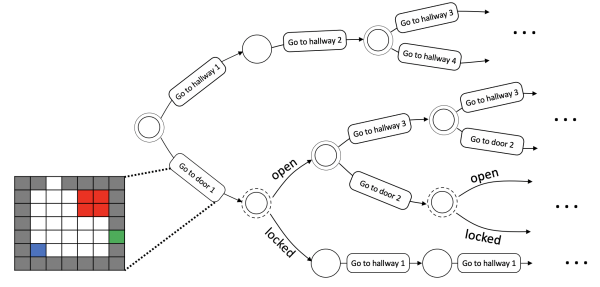 Go to hallway 1
Go to hallway 2
Go to hallway 3
Go to hallway 4
...
Go to door 1
open
locked
Go to hallway 3
Go to door 2
Go to hallway 3
Go to door 2
...
open
locked
...
Go to hallway 1
Go to hallway 1
...